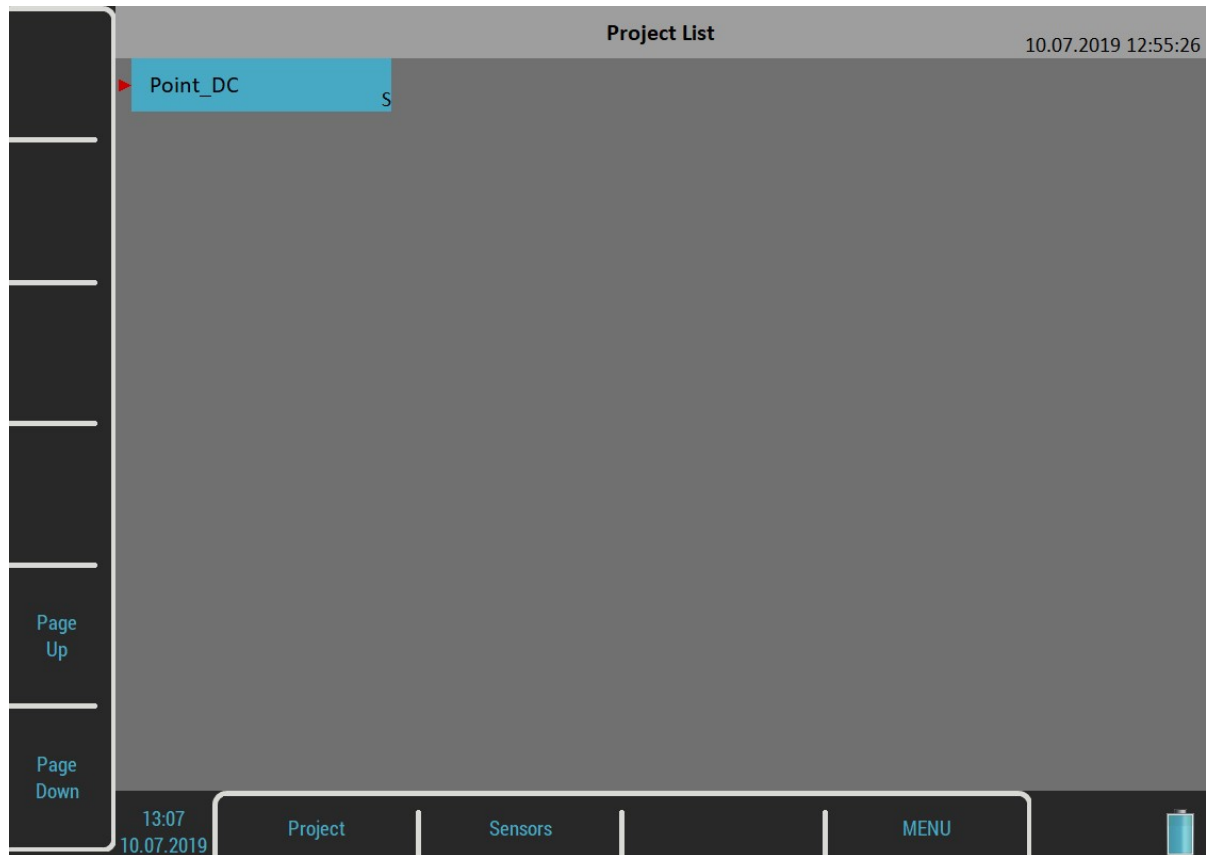 Project List
10.07.2019 12:55:26
Point_DC
S
Page
Up
Page
Down
13:07
10.07.2019
Project
Sensors
MENU